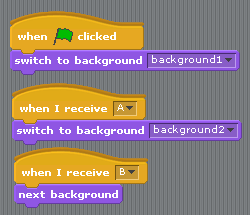 when clicked
switch to background background1
when I receive A
switch to background background2
when I receive B
next background